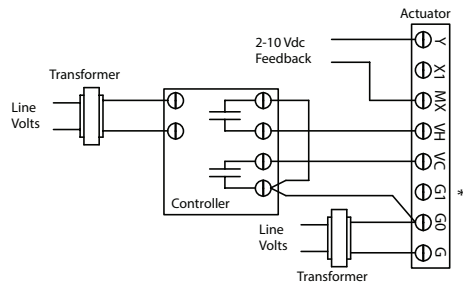 Actuator
2-10 Vdc
Feedback
Y
X1
MX
VH
VC
G1
*
G0
G
Transformer
Line
Volts
Controller
Line
Volts
Transformer